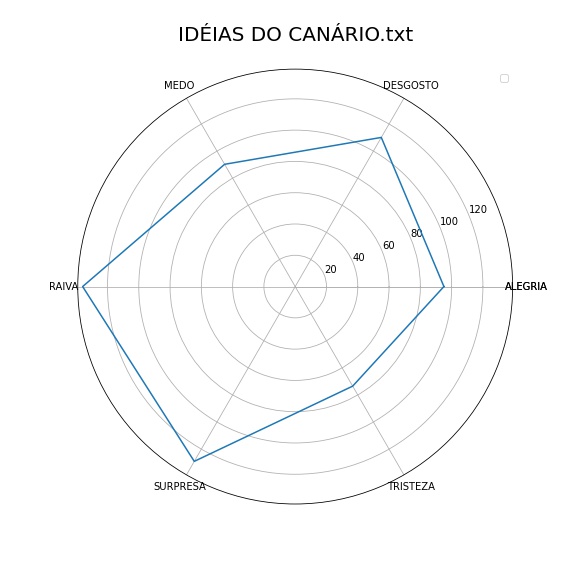 IDÉIAS DO CANÁRIO.txt
MEDO
DESGOSTO
120
100
80
60
40
20
RAIVA
ALEGRIA
SURPRESA
TRISTEZA